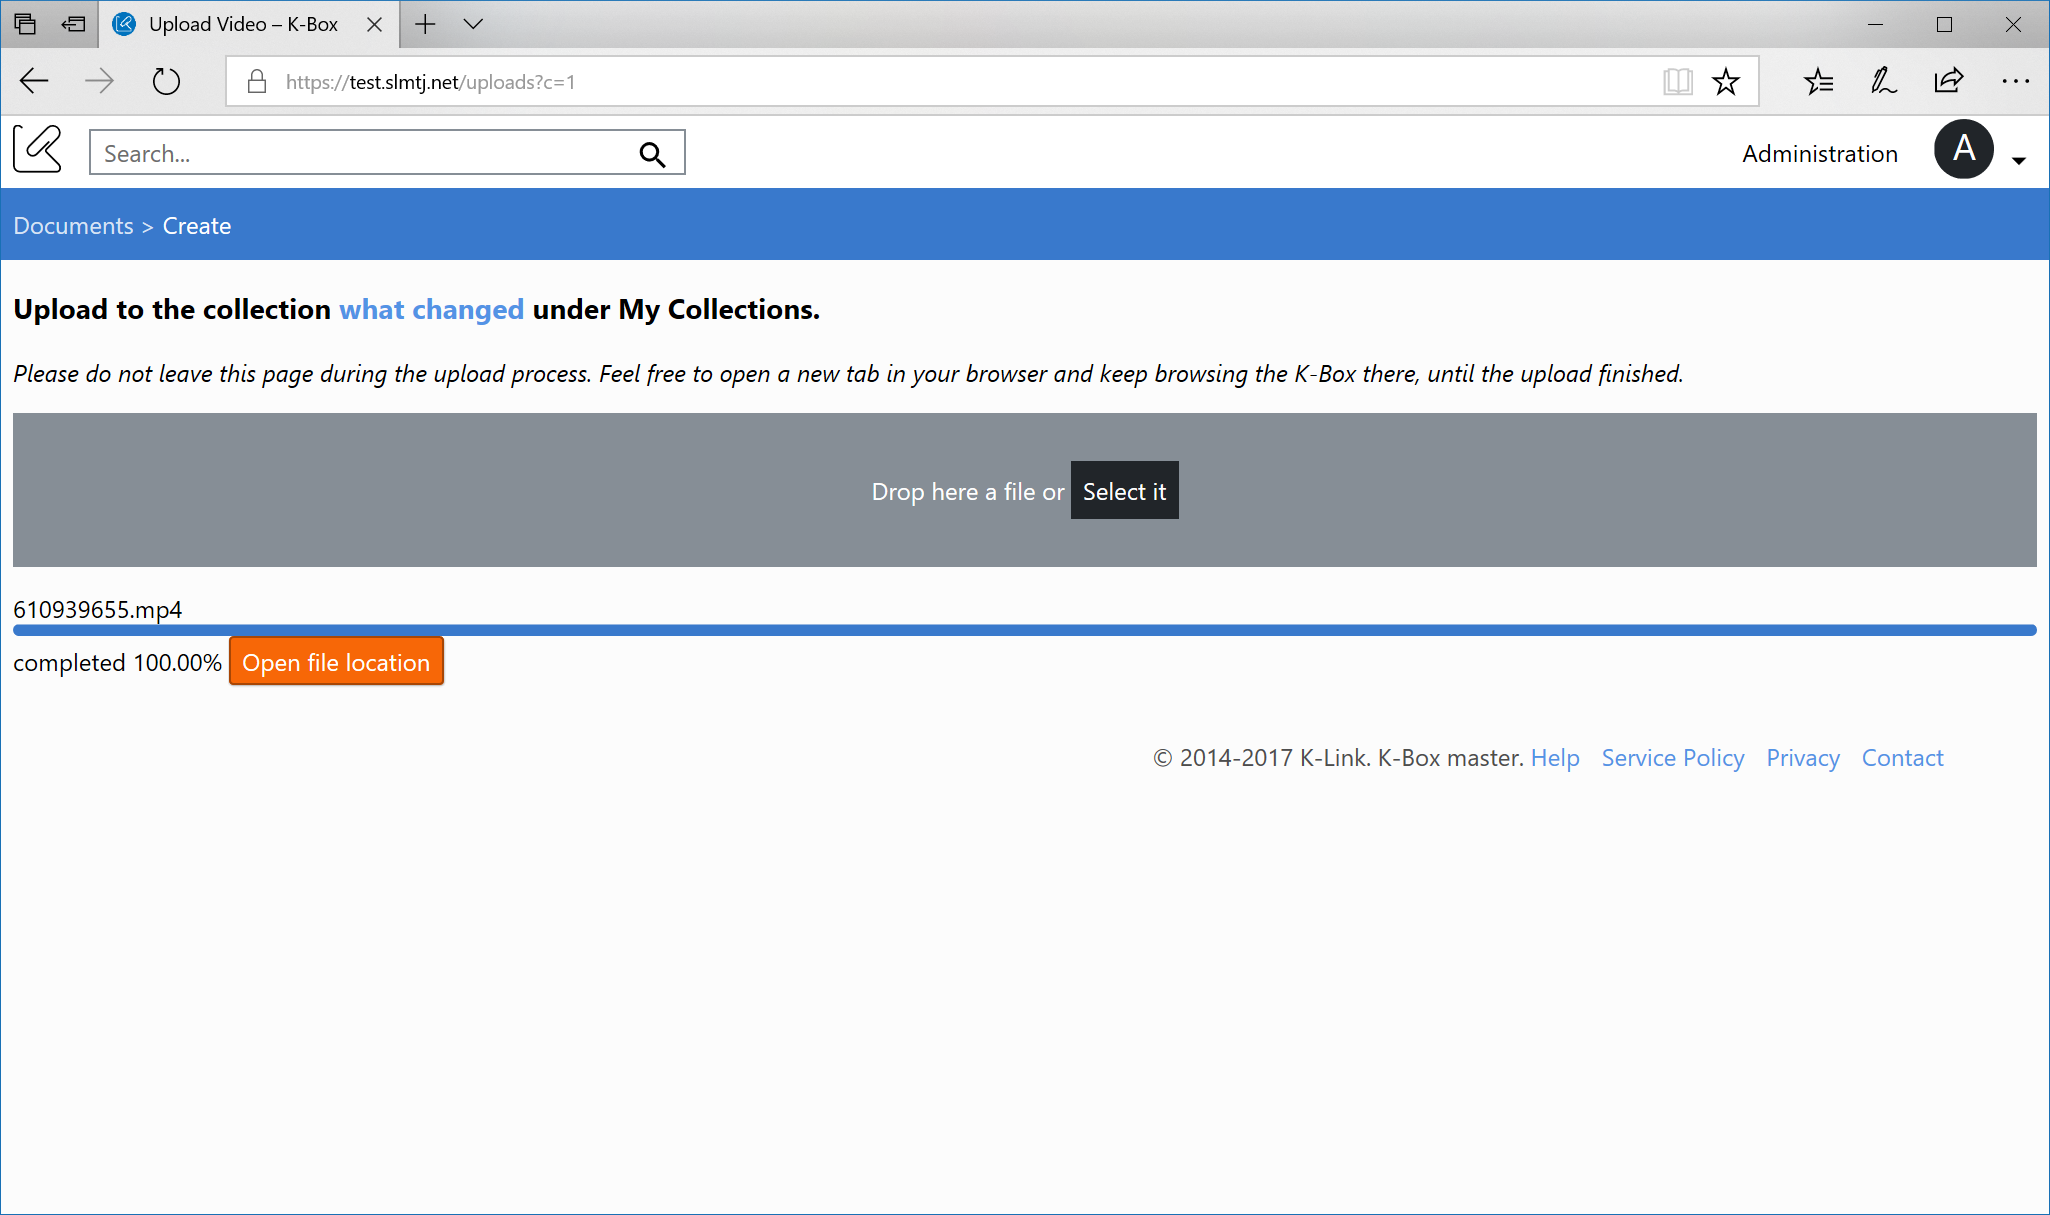 Upload Video – K-Box
https://test.slmtj.net/uploads?c=1
Search...
Administration
A
Documents > Create
Upload to the collection what changed under My Collections.
Please do not leave this page during the upload process. Feel free to open a new tab in your browser and keep browsing the K-Box there, until the upload finished.
Drop here a file or Select it
610939655.mp4
completed 100.00% Open file location
© 2014-2017 K-Link. K-Box master. Help Service Policy Privacy Contact